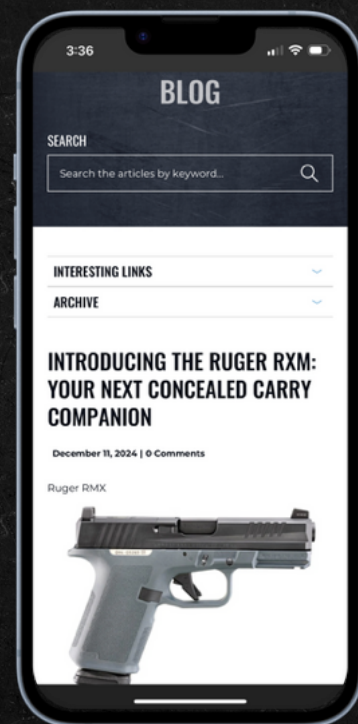 3:36
BLOG
SEARCH
Search the articles by keyword...
INTERESTING LINKS
ARCHIVE
INTRODUCING THE RUGER RXM:
YOUR NEXT CONCEALED CARRY
COMPANION
December 11, 2024 | 0 Comments
Ruger RMX